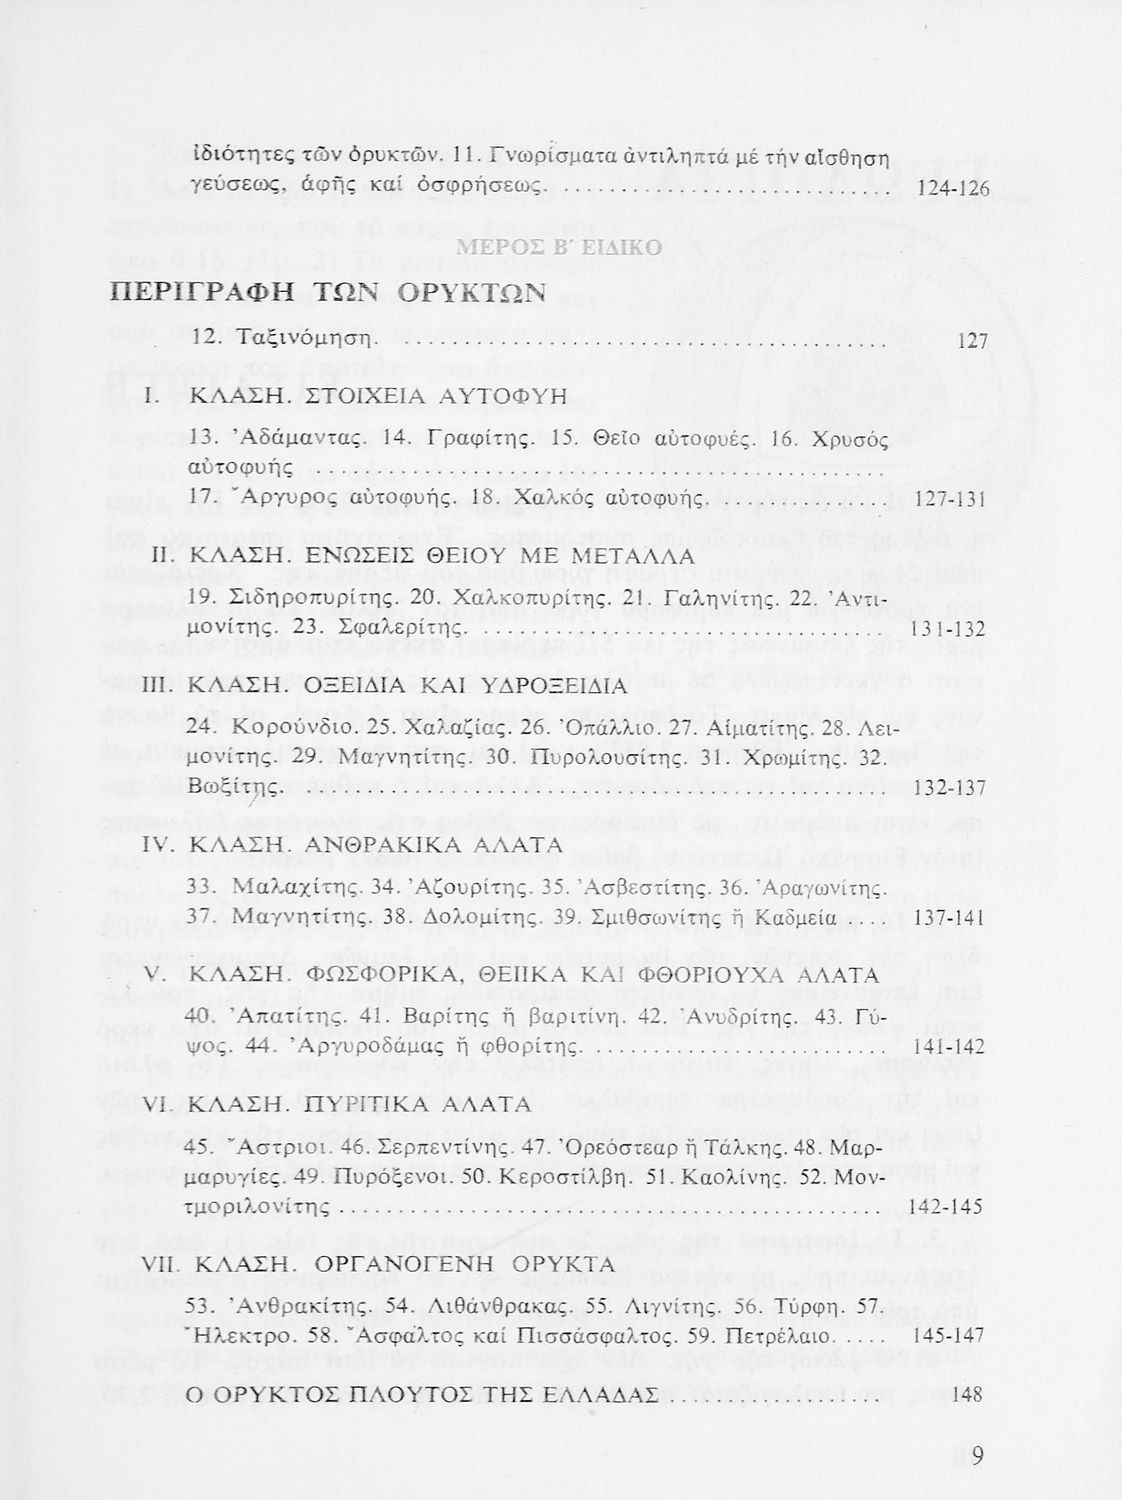 ἰδιότητες τῶν ὀρυκτῶν. 11. Γνωρίσματα ἀντιληπτά μέ τήν αἴσθηση
γεύσεως, ἁφῆς καί ὀσφρήσεως. .............................. 124-126
ΜΕΡΟΣ Β΄ ΕΙΔΙΚΟ
ΠΕΡΙΓΡΑΦΗ ΤΩΝ ΟΡΥΚΤΩΝ
12. Ταξινόμηση. ............................................ 127
I. ΚΛΑΣΗ. ΣΤΟΙΧΕΙΑ ΑΥΤΟΦΥΗ
13. Ἀδάμαντας. 14. Γραφίτης. 15. Θεῖο αὐτοφυές. 16. Χρυσός
αὐτοφυής ....................................................
17. Ἄργυρος αὐτοφυής. 18. Χαλκός αὐτοφυής. ................ 127-131
II. ΚΛΑΣΗ. ΕΝΩΣΕΙΣ ΘΕΙΟΥ ΜΕ ΜΕΤΑΛΛΑ
19. Σιδηροπυρίτης. 20. Χαλκοπυρίτης. 21. Γαληνίτης. 22. Ἀντι-
μονίτης. 23. Σφαλερίτης. ..................................... 131-132
III. ΚΛΑΣΗ. ΟΞΕΙΔΙΑ ΚΑΙ ΥΔΡΟΞΕΙΔΙΑ
24. Κορούνδιο. 25. Χαλαζίας. 26. Ὀπάλλιο. 27. Αἱματίτης. 28. Λει-
μονίτης. 29. Μαγνητίτης. 30. Πυρολουσίτης. 31. Χρωμίτης. 32.
Βωξίτης. ..................................................... 132-137
IV. ΚΛΑΣΗ. ΑΝΘΡΑΚΙΚΑ ΑΛΑΤΑ
33. Μαλαχίτης. 34. Ἀζουρίτης. 35. Ἀσβεστίτης. 36. Ἀραγωνίτης.
37. Μαγνητίτης. 38. Δολομίτης. 39. Σμιθσωνίτης ἤ Καδμεία .... 137-141
V. ΚΛΑΣΗ. ΦΩΣΦΟΡΙΚΑ, ΘΕΙΙΚΑ ΚΑΙ ΦΘΟΡΙΟΥΧΑ ΑΛΑΤΑ
40. Ἀπατίτης. 41. Βαρίτης ἤ βαριτίνη. 42. Ἀνυδρίτης. 43. Γύ-
ψος. 44. Ἀργυροδάμας ἤ φθορίτης. ........................... 141-142
VI. ΚΛΑΣΗ. ΠΥΡΙΤΙΚΑ ΑΛΑΤΑ
45. Ἄστριοι. 46. Σερπεντίνης. 47. Ὀρεόστεαρ ἤ Τάλκης. 48. Μαρ-
μαρυγίες. 49. Πυρόξενοι. 50. Κεροστίλβη. 51. Καολίνης. 52. Μον-
τμοριλονίτης ................................................. 142-145
VII. ΚΛΑΣΗ. ΟΡΓΑΝΟΓΕΝΗ ΟΡΥΚΤΑ
53. Ἀνθρακίτης. 54. Λιθάνθρακας. 55. Λιγνίτης. 56. Τύρφη. 57.
Ἤλεκτρο. 58. Ἄσφαλτος καί Πισσάσφαλτος. 59. Πετρέλαιο. ..... 145-147
Ο ΟΡΥΚΤΟΣ ΠΛΟΥΤΟΣ ΤΗΣ ΕΛΛΑΔΑΣ ................... 148
9